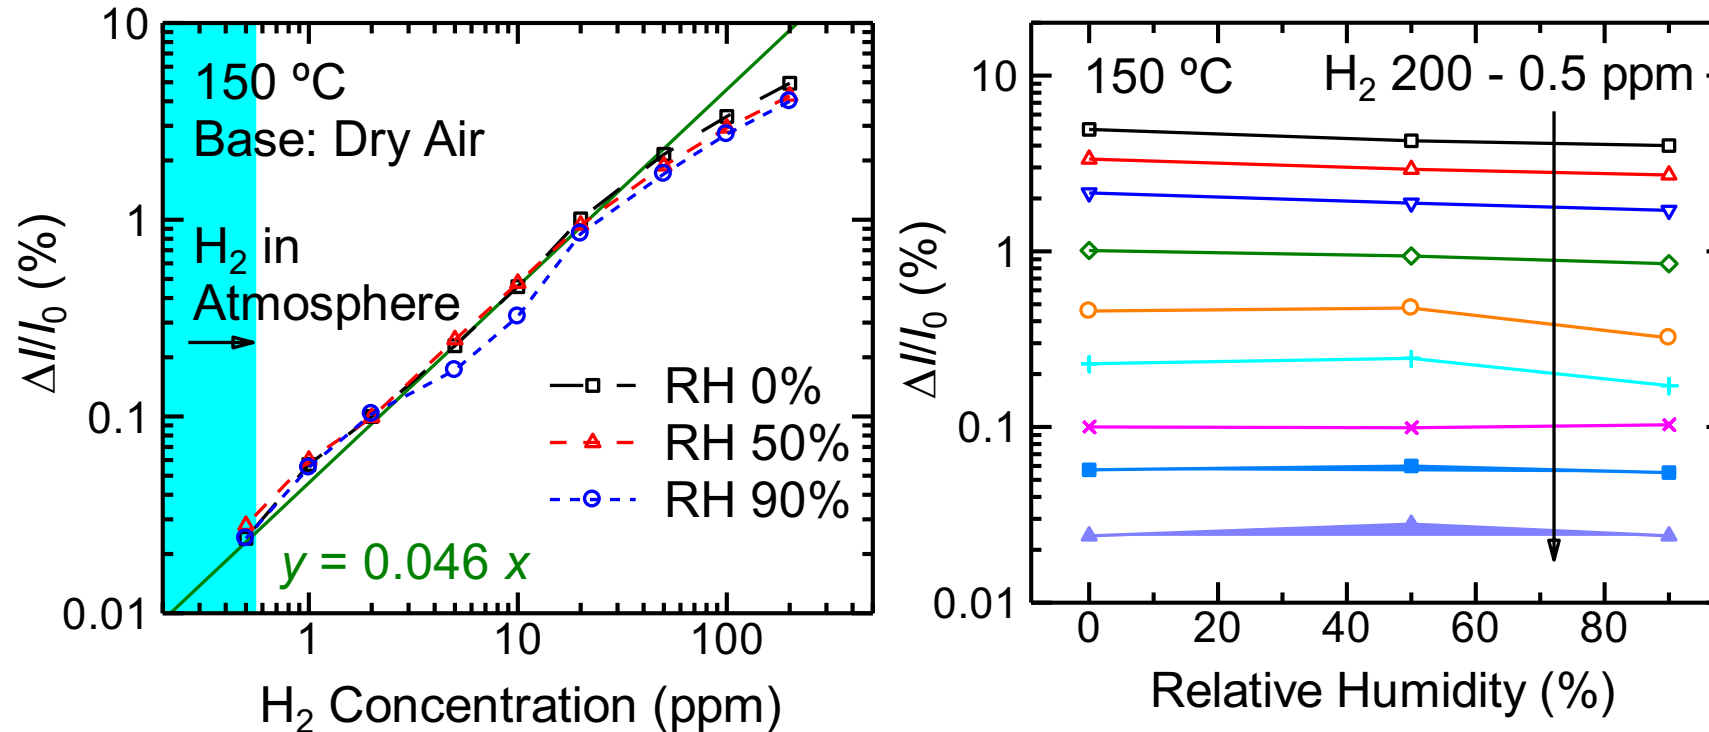 10
1
0.1
0.01
ΔI/I0 (%)
150 ºC
Base: Dry Air
H2 in
Atmosphere
RH 0%
RH 50%
RH 90%
y = 0.046 x
1
10
100
H2 Concentration (ppm)
10
1
0.1
0.01
ΔI/I0 (%)
150 ºC
H2 200 - 0.5 ppm
0
20
40
60
80
Relative Humidity (%)